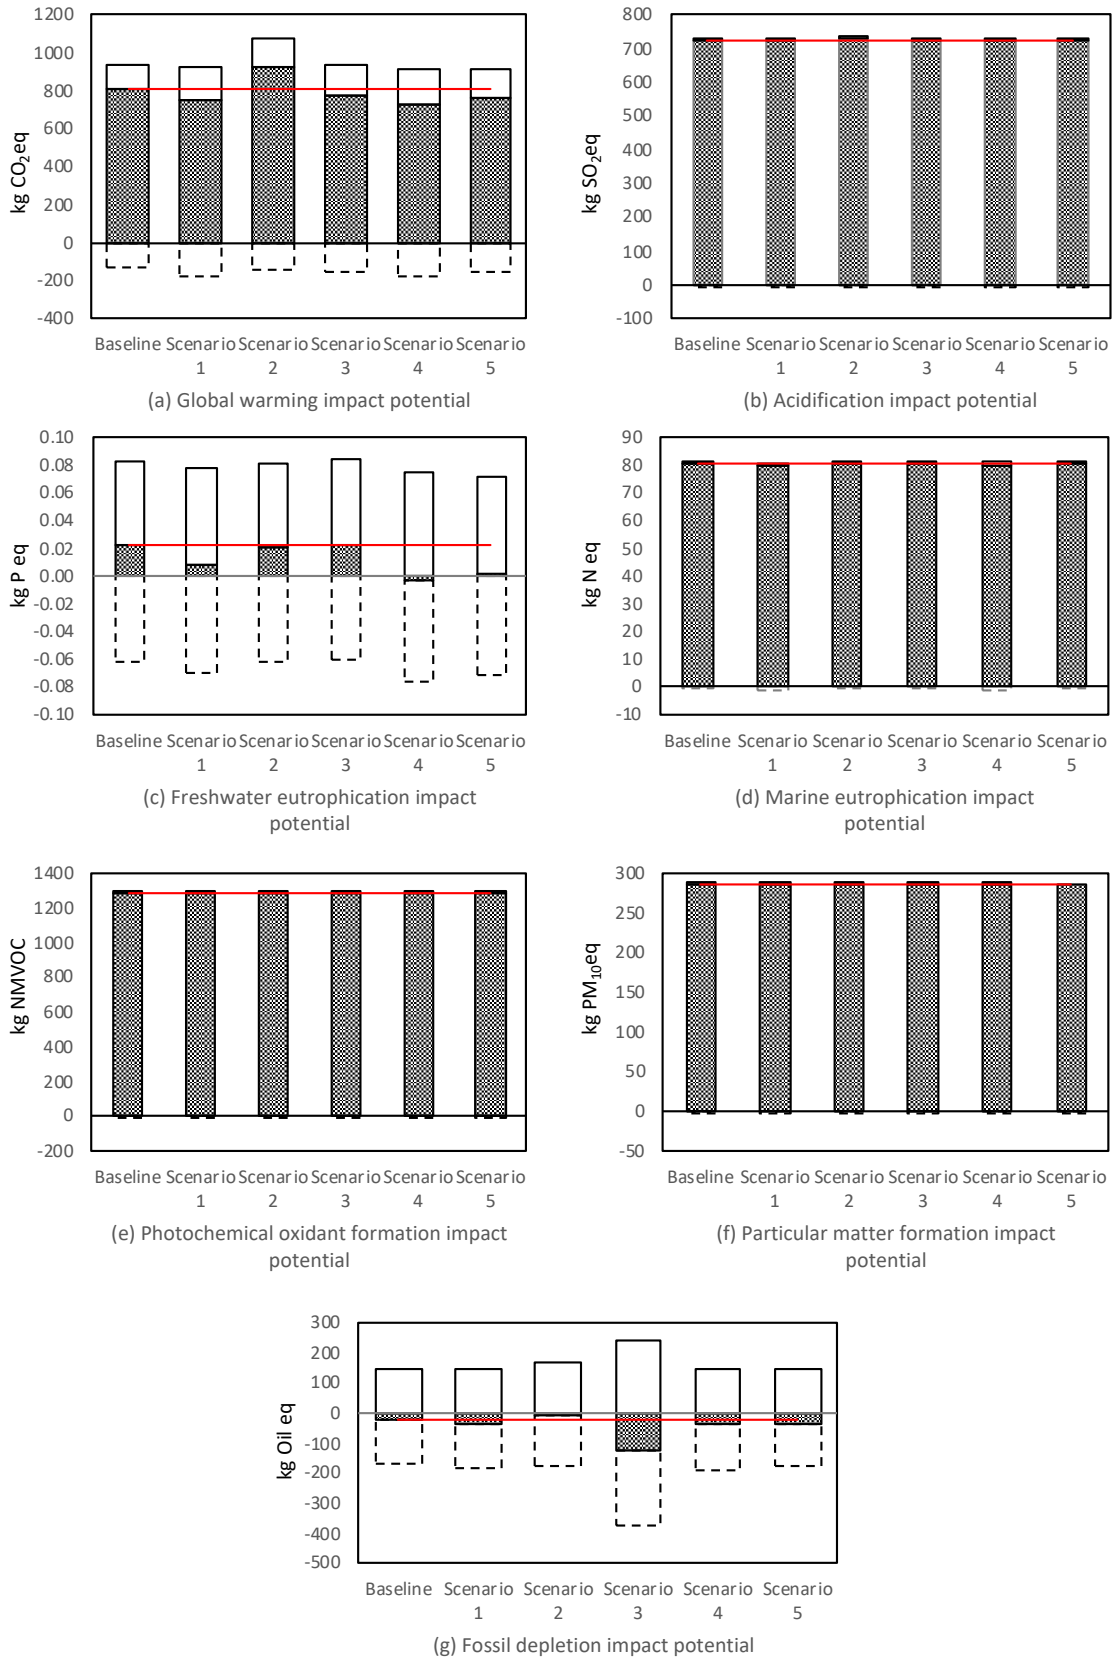 1200
1000
800
600
400
200
0
-200
-400
kg CO₂eq
Baseline Scenario Scenario Scenario Scenario Scenario
1 2 3 4 5
(a) Global warming impact potential
800
700
600
500
400
300
200
100
0
-100
kg SO₂eq
Baseline Scenario Scenario Scenario Scenario Scenario
1 2 3 4 5
(b) Acidification impact potential
0.10
0.08
0.06
0.04
0.02
0.00
-0.02
-0.04
-0.06
-0.08
-0.10
kg P eq
Baseline Scenario Scenario Scenario Scenario Scenario
1 2 3 4 5
(c) Freshwater eutrophication impact
potential
90
80
70
60
50
40
30
20
10
0
-10
kg N eq
Baseline Scenario Scenario Scenario Scenario Scenario
1 2 3 4 5
(d) Marine eutrophication impact
potential
1400
1200
1000
800
600
400
200
0
-200
kg NMVOC
Baseline Scenario Scenario Scenario Scenario Scenario
1 2 3 4 5
(e) Photochemical oxidant formation impact
potential
300
250
200
150
100
50
0
-50
kg PM₁₀eq
Baseline Scenario Scenario Scenario Scenario Scenario
1 2 3 4 5
(f) Particular matter formation impact
potential
300
200
100
0
-100
-200
-300
-400
-500
kg Oil eq
Baseline Scenario Scenario Scenario Scenario Scenario
1 2 3 4 5
(g) Fossil depletion impact potential